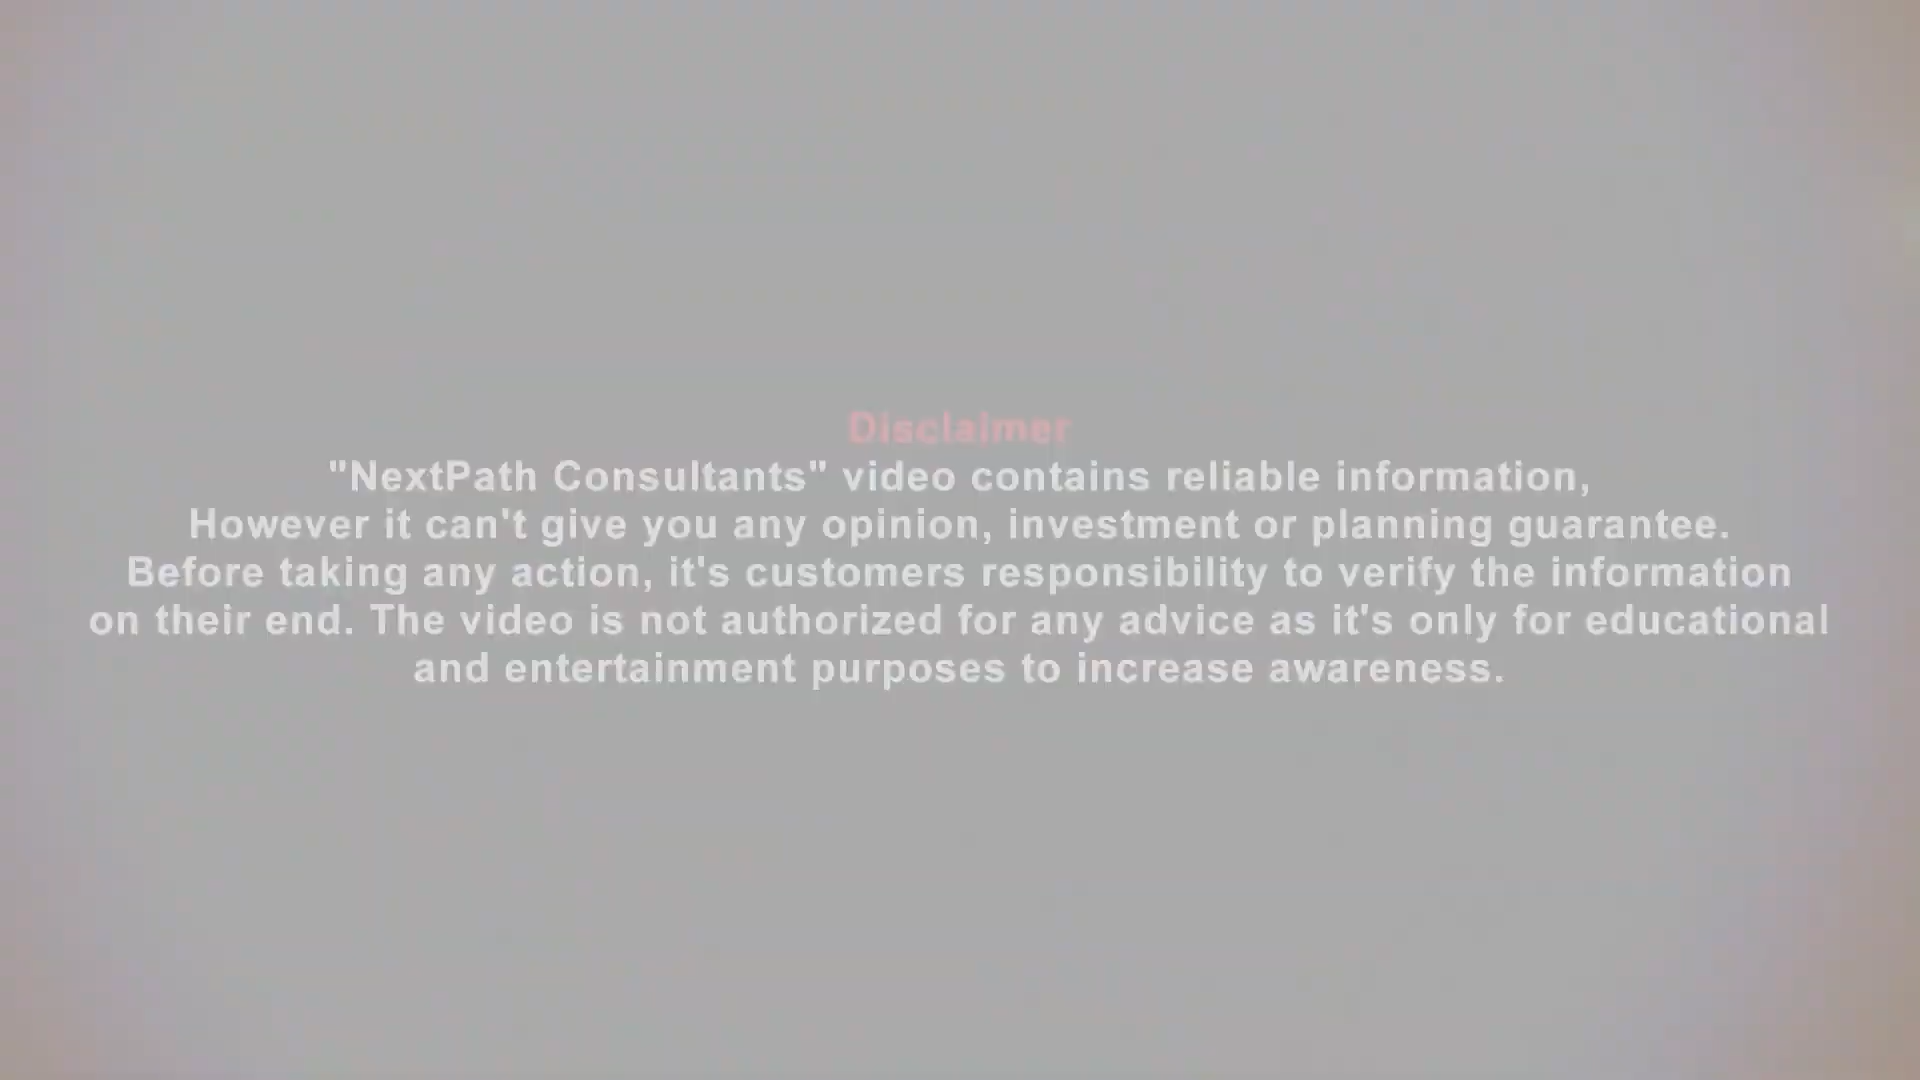 Disclaimer
"NextPath Consultants" video contains reliable information,
However it can't give you any opinion, investment or planning guarantee.
Before taking any action, it's customers responsibility to verify the information
on their end. The video is not authorized for any advice as it's only for educational
and entertainment purposes to increase awareness.